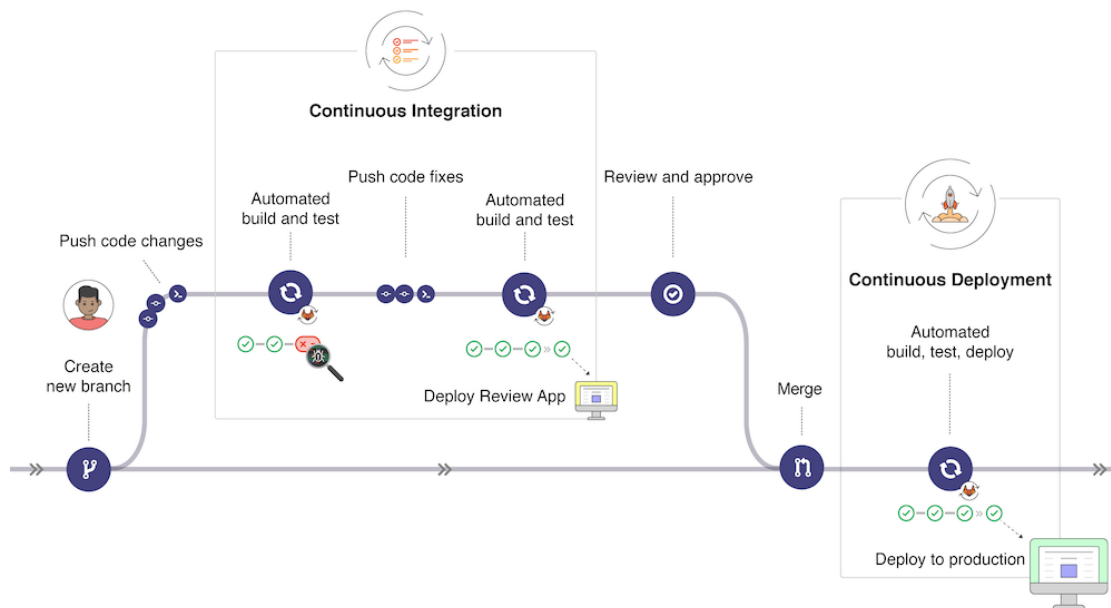 Continuous Integration
Push code fixes
Review and approve
Automated
build and test
Automated
build and test
Push code changes
Continuous Deployment
Automated
build, test, deploy
Create
new branch
Deploy Review App
Merge
Deploy to production